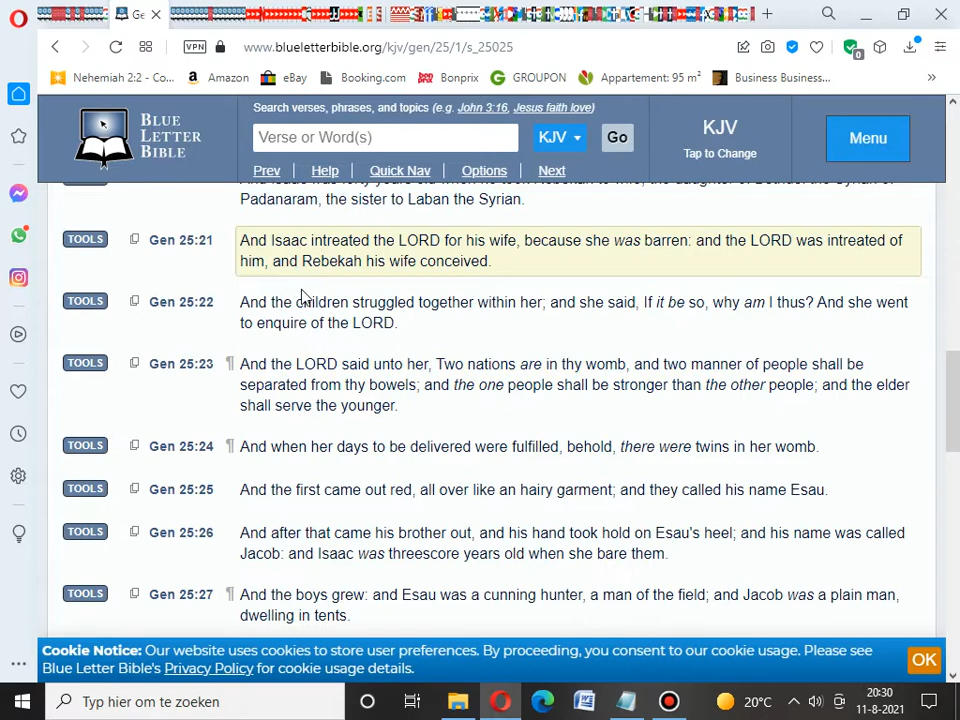 Ge
www.blueletterbible.org/kjv/gen/25/1/s_25025
VPN
0
Nehemiah 2:2 - Co...
Amazon
eBay
Booking.com
Bonprix
GROUPON
Appartement: 95 m²
Business Business...
»
BLUE
LETTER
BIBLE
Search verses, phrases, and topics (e.g. John 3:16, Jesus faith love)
Verse or Word(s)
KJV
Go
Prev
Help
Quick Nav
Options
Next
KJV
Tap to Change
Menu
Padanaram, the sister to Laban the Syrian.
TOOLS Gen 25:21 And Isaac intreated the LORD for his wife, because she was barren: and the LORD was intreated of
him, and Rebekah his wife conceived.
TOOLS Gen 25:22 And the children struggled together within her; and she said, If it be so, why am I thus? And she went
to enquire of the LORD.
TOOLS Gen 25:23 ¶ And the LORD said unto her, Two nations are in thy womb, and two manner of people shall be
separated from thy bowels; and the one people shall be stronger than the other people; and the elder
shall serve the younger.
TOOLS Gen 25:24 ¶ And when her days to be delivered were fulfilled, behold, there were twins in her womb.
TOOLS Gen 25:25 And the first came out red, all over like an hairy garment; and they called his name Esau.
TOOLS Gen 25:26 And after that came his brother out, and his hand took hold on Esau's heel; and his name was called
Jacob: and Isaac was threescore years old when she bare them.
TOOLS Gen 25:27 ¶ And the boys grew: and Esau was a cunning hunter, a man of the field; and Jacob was a plain man,
dwelling in tents.
Cookie Notice: Our website uses cookies to store user preferences. By proceeding, you consent to our cookie usage. Please see
Blue Letter Bible's Privacy Policy for cookie usage details.
OK
Typ hier om te zoeken
20°C
20:30
11-8-2021